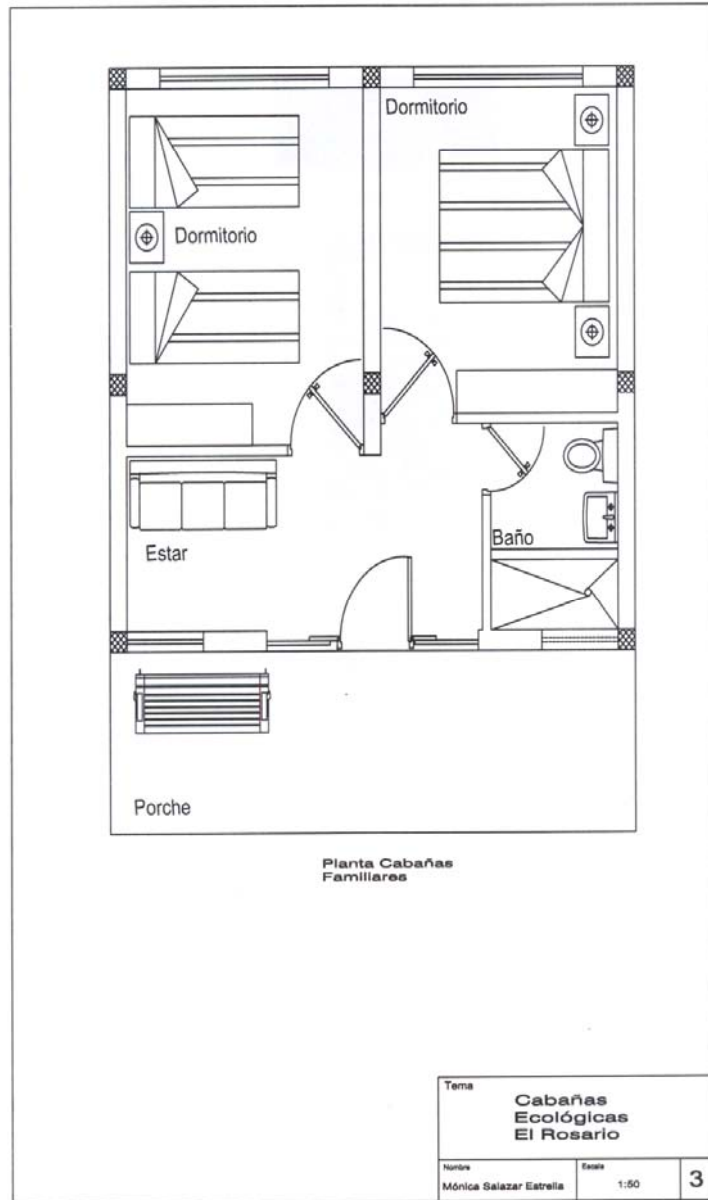 Dormitorio
Dormitorio
Estar
Baño
Porche
Planta Cabañas
Familiares
Tema
Cabañas
Ecológicas
El Rosario
Nombre
Mónica Salazar Estrella
Escala
1:50
3